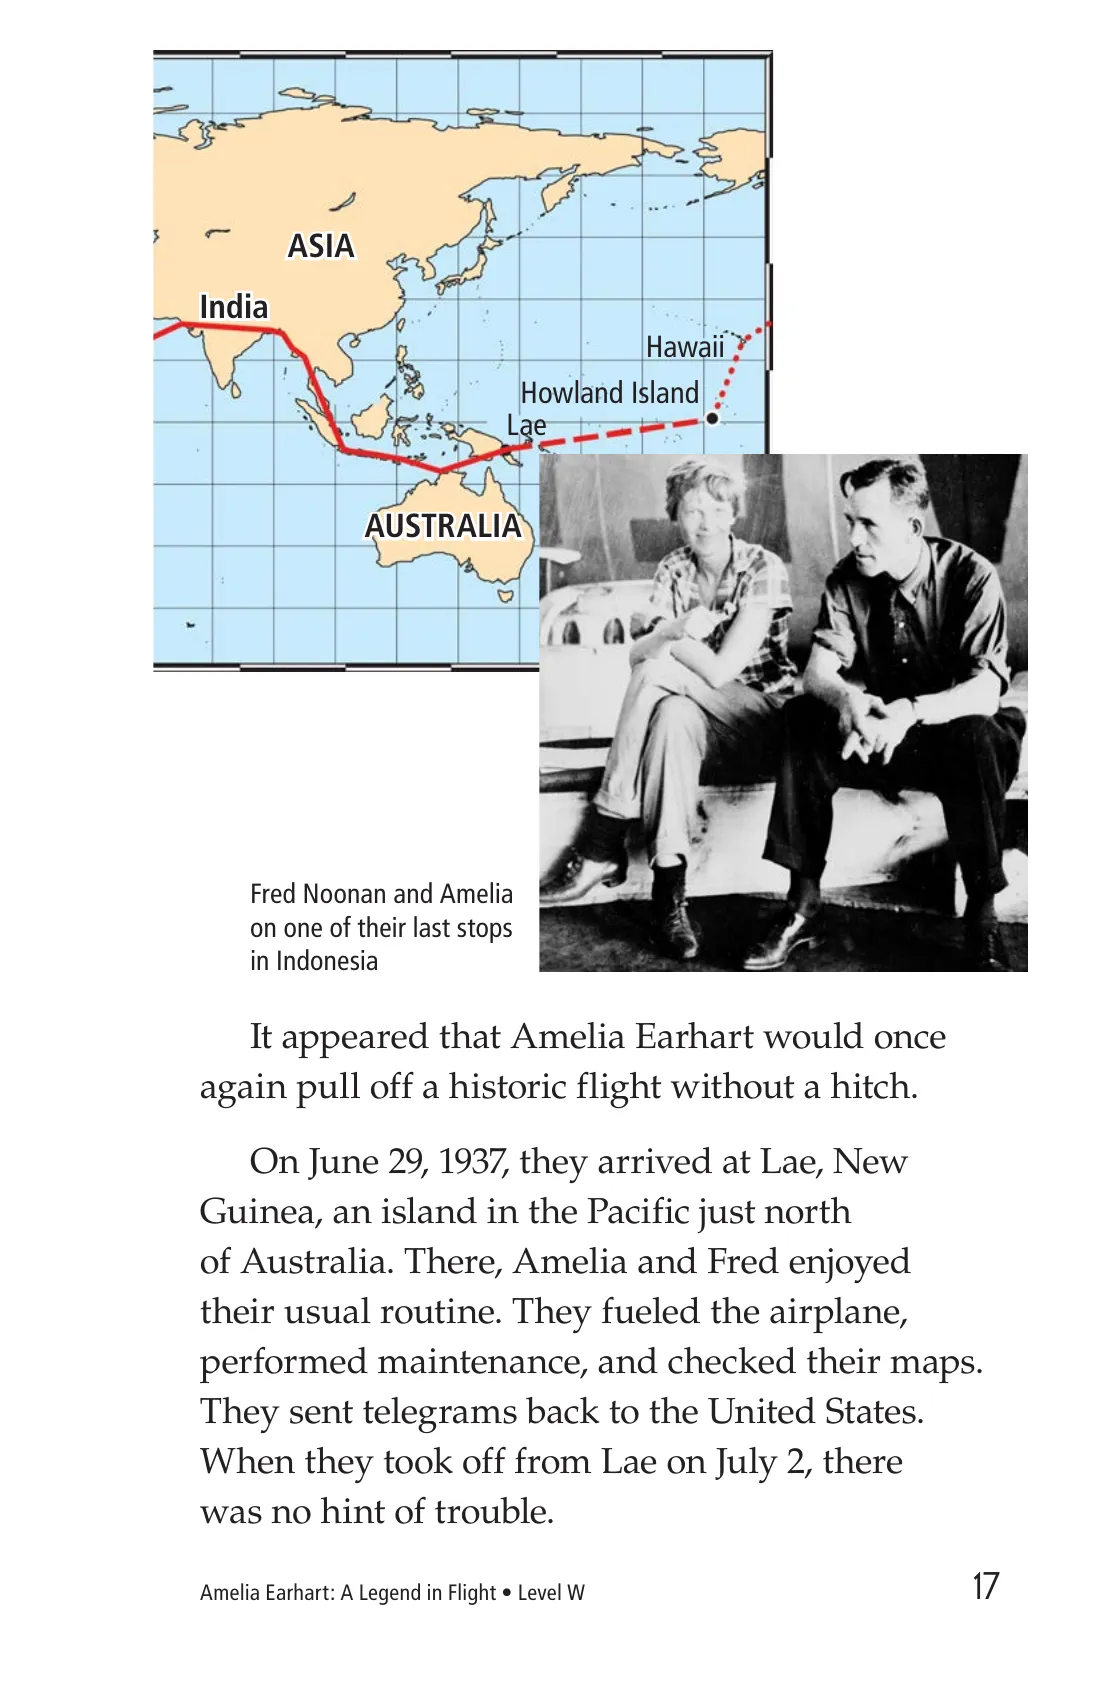 ASIA
India
Hawaii
Howland Island
Lae
AUSTRALIA
Fred Noonan and Amelia
on one of their last stops
in Indonesia
It appeared that Amelia Earhart would once
again pull off a historic flight without a hitch.
On June 29, 1937, they arrived at Lae, New
Guinea, an island in the Pacific just north
of Australia. There, Amelia and Fred enjoyed
their usual routine. They fueled the airplane,
performed maintenance, and checked their maps.
They sent telegrams back to the United States.
When they took off from Lae on July 2, there
was no hint of trouble.
Amelia Earhart: A Legend in Flight • Level W
17